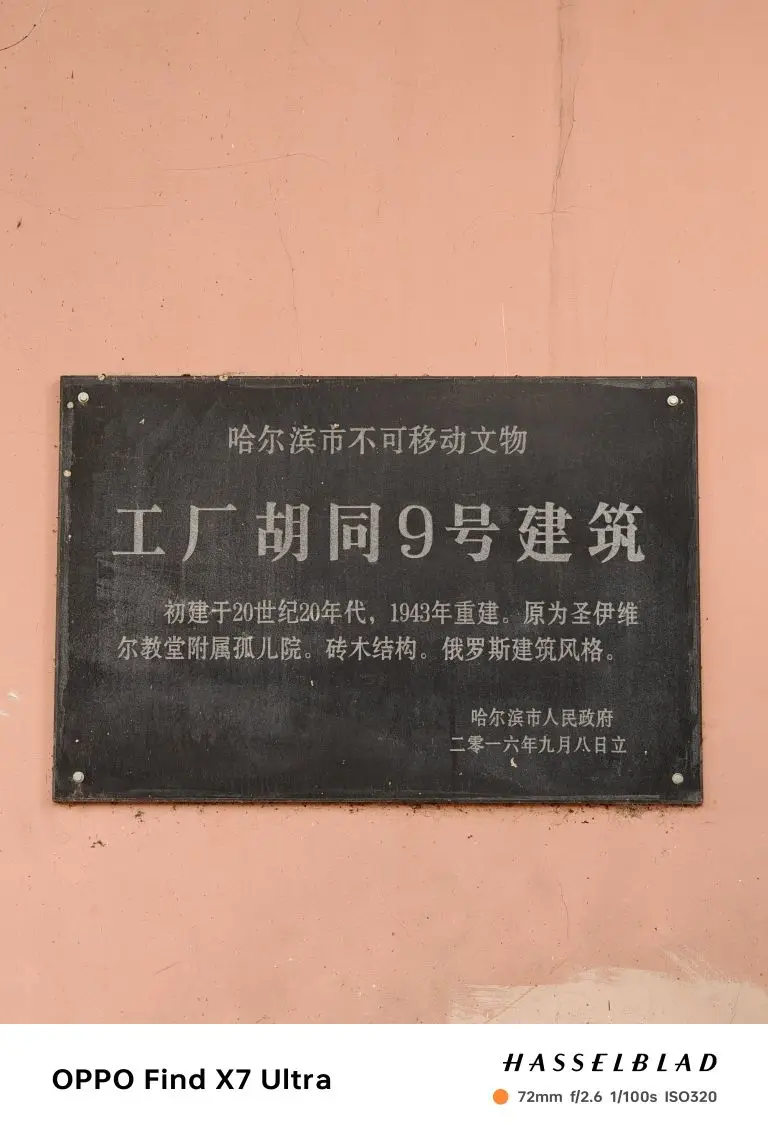 哈尔滨市不可移动文物
工厂胡同9号建筑
初建于20世纪20年代，1943年重建。原为圣伊维
尔教堂附属孤儿院。砖木结构。俄罗斯建筑风格。
哈尔滨市人民政府
二零一六年九月八日立
HASSELBLAD
OPPO Find X7 Ultra
72mm f/2.6 1/100s ISO320